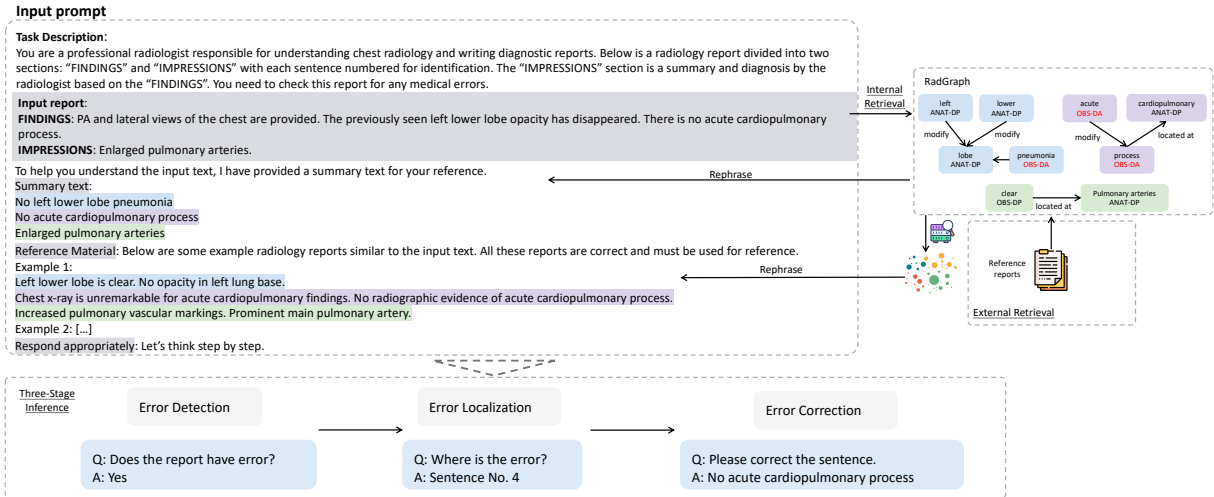 Input prompt
Task Description:
You are a professional radiologist responsible for understanding chest radiology and writing diagnostic reports. Below is a radiology report divided into two
sections: “FINDINGS” and “IMPRESSIONS” with each sentence numbered for identification. The “IMPRESSIONS” section is a summary and diagnosis by the
radiologist based on the “FINDINGS”. You need to check this report for any medical errors.
Input report:
FINDINGS: PA and lateral views of the chest are provided. The previously seen left lower lobe opacity has disappeared. There is no acute cardiopulmonary
process.
IMPRESSIONS: Enlarged pulmonary arteries.
To help you understand the input text, I have provided a summary text for your reference.
Summary text:
No left lower lobe pneumonia
No acute cardiopulmonary process
Enlarged pulmonary arteries
Reference Material: Below are some example radiology reports similar to the input text. All these reports are correct and must be used for reference.
Example 1:
Left lower lobe is clear. No opacity in left lung base.
Chest x-ray is unremarkable for acute cardiopulmonary findings. No radiographic evidence of acute cardiopulmonary process.
Increased pulmonary vascular markings. Prominent main pulmonary artery.
Example 2: […]
Respond appropriately: Let’s think step by step.
Internal
Retrieval
Rephrase
Rephrase
RadGraph
left
ANAT-DP
lower
ANAT-DP
acute
OBS-DA
cardiopulmonary
ANAT-DP
modify
modify
modify
located at
lobe
ANAT-DP
pneumonia
OBS-DA
process
OBS-DA
clear
OBS-DP
located at
Pulmonary arteries
ANAT-DP
Reference
reports
External Retrieval
Three-Stage
Inference
Error Detection
Error Localization
Error Correction
Q: Does the report have error?
A: Yes
Q: Where is the error?
A: Sentence No. 4
Q: Please correct the sentence.
A: No acute cardiopulmonary process